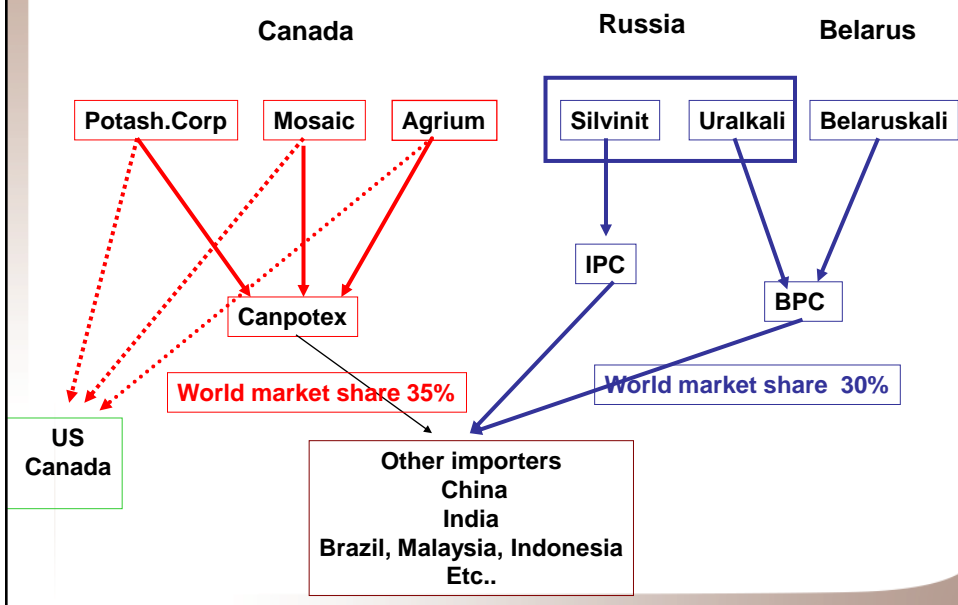 Canada
Russia
Belarus
Potash.Corp
Mosaic
Agrium
Silvinit
Uralkali
Belaruskali
IPC
BPC
Canpotex
World market share 35%
World market share 30%
US
Canada
Other importers
China
India
Brazil, Malaysia, Indonesia
Etc..